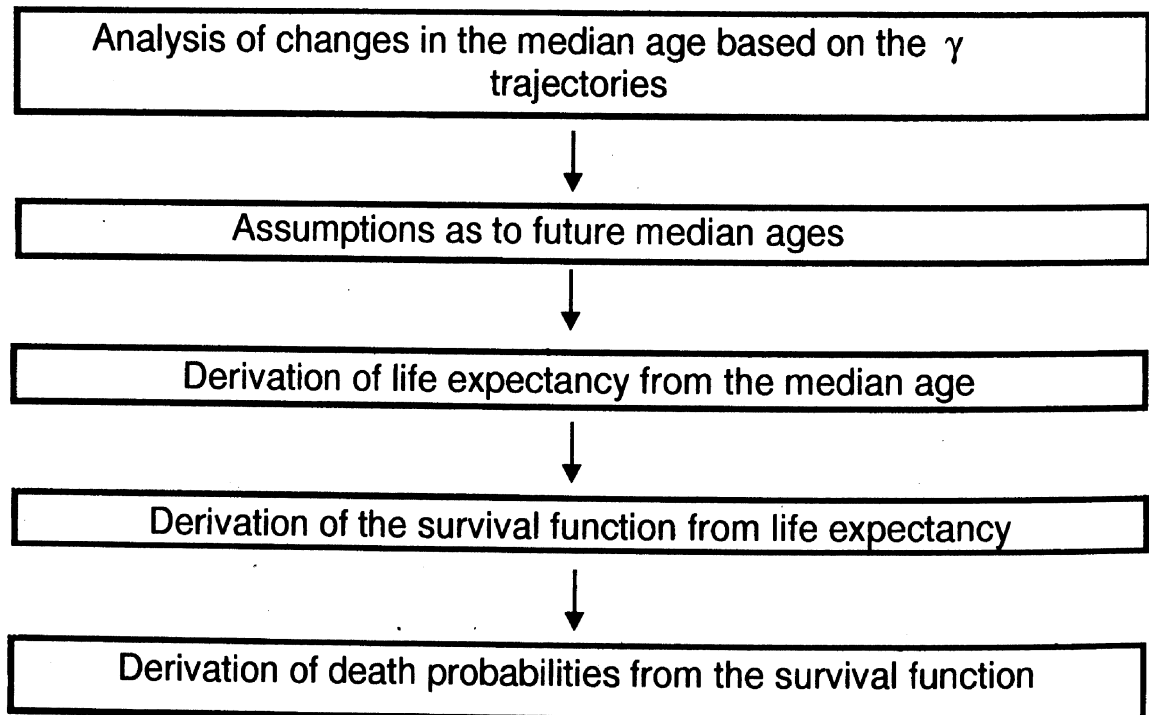 Analysis of changes in the median age based on the γ
trajectories
Assumptions as to future median ages
Derivation of life expectancy from the median age
Derivation of the survival function from life expectancy
Derivation of death probabilities from the survival function